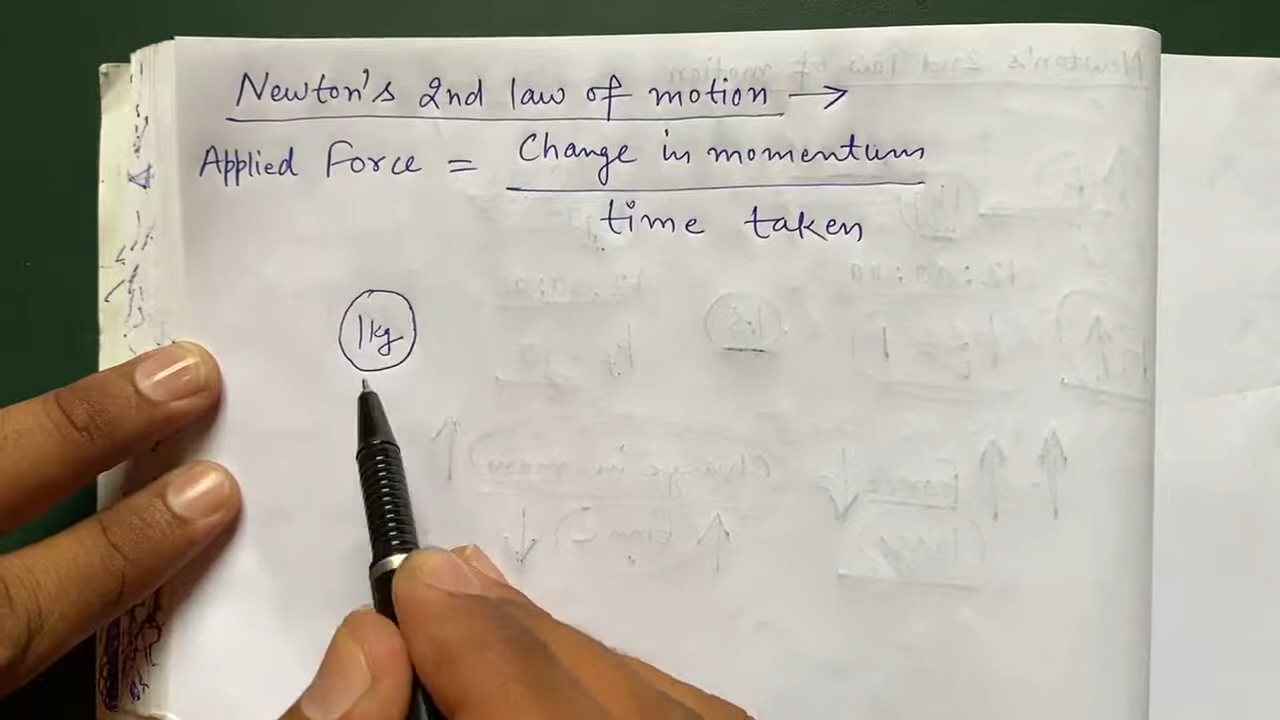 Newton's 2nd law of motion →
Applied Force = Change in momentum
time taken
1kg